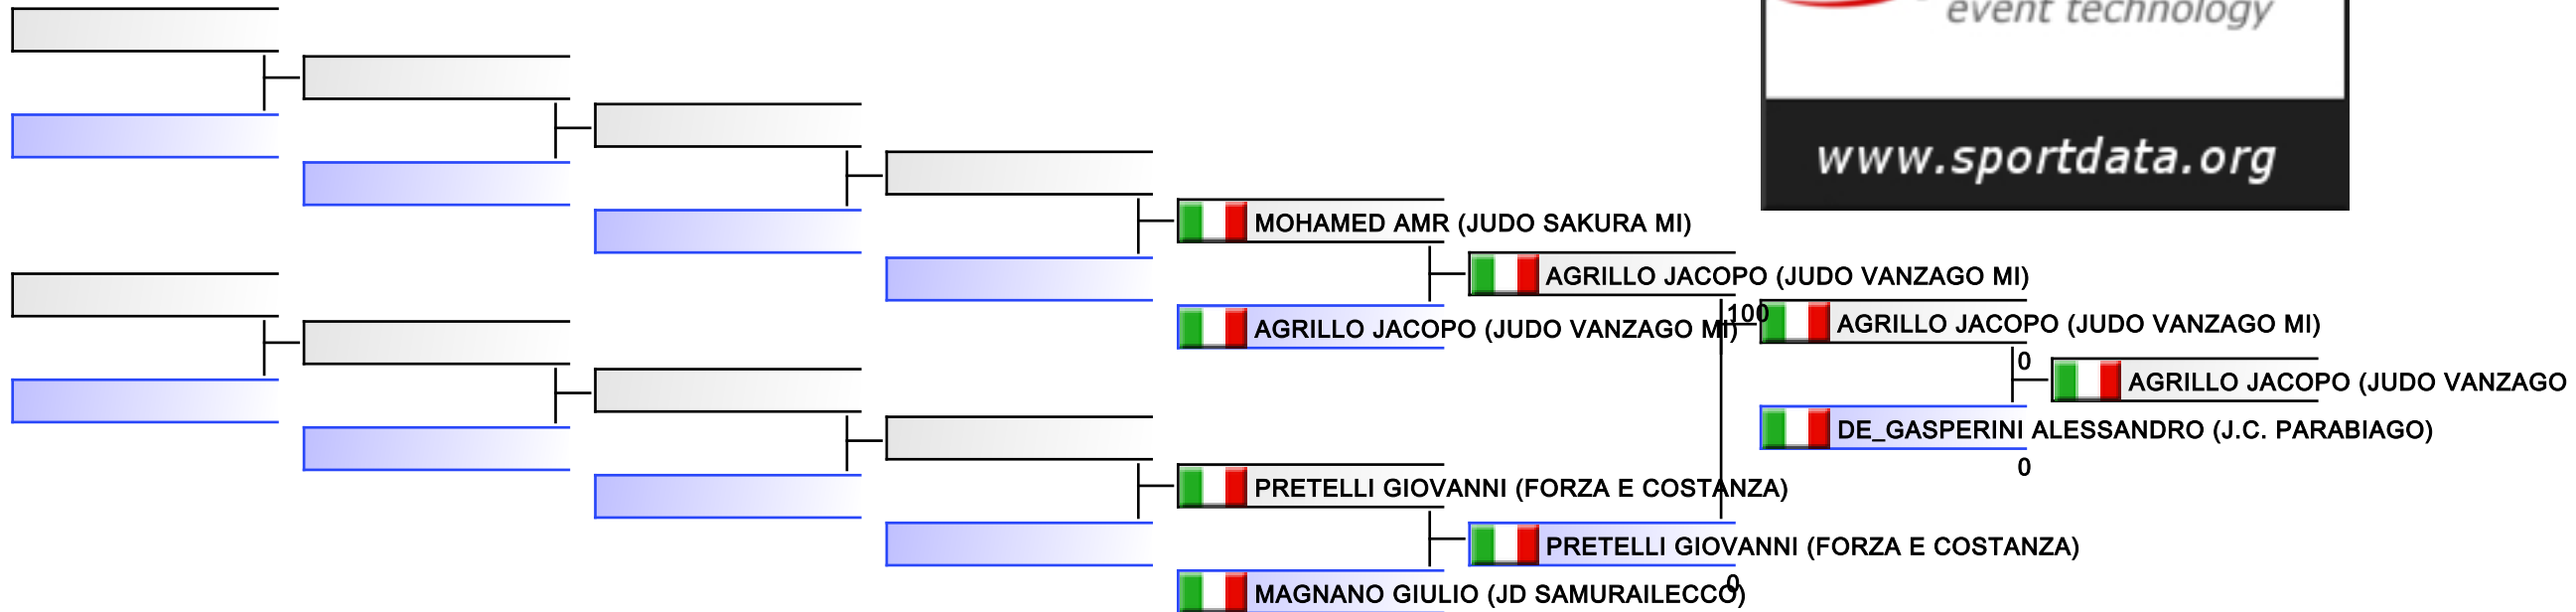 event technology
www.sportdata.org
MOHAMED AMR (JUDO SAKURA MI)
AGRILLO JACOPO (JUDO VANZAGO MI)
100
AGRILLO JACOPO (JUDO VANZAGO MI)
AGRILLO JACOPO (JUDO VANZAGO MI)
0
AGRILLO JACOPO (JUDO VANZAGO
DE_GASPERINI ALESSANDRO (J.C. PARABIAGO)
0
PRETELLI GIOVANNI (FORZA E COSTANZA)
PRETELLI GIOVANNI (FORZA E COSTANZA)
0
MAGNANO GIULIO (JD SAMURAILECCO)